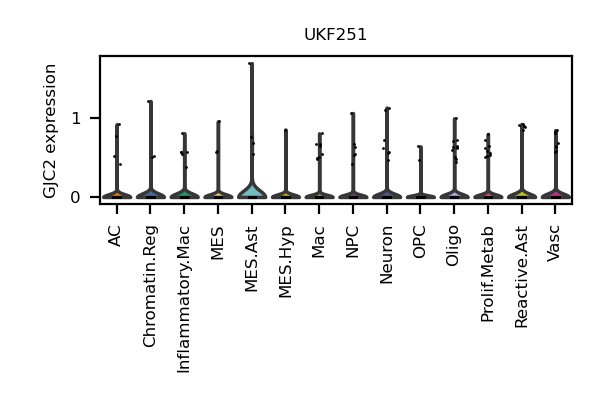 UKF251
GJC2 expression
1
0
AC
Chromatin.Reg
Inflammatory.Mac
MES
MES.Ast
MES.Hyp
Mac
NPC
Neuron
OPC
Oligo
Prolif.Metab
Reactive.Ast
Vasc